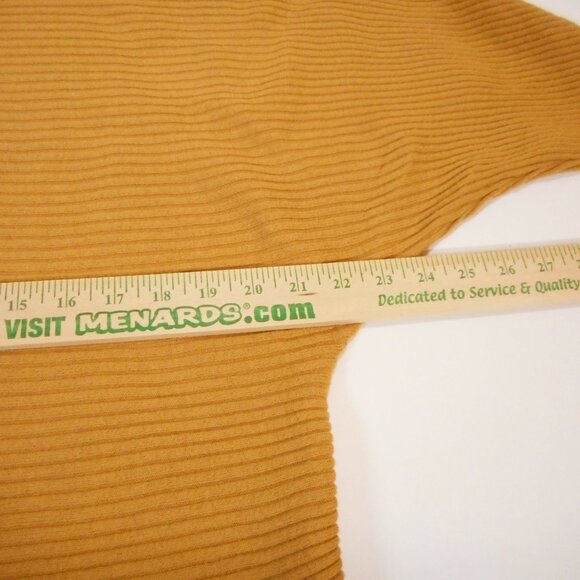 15 16 17 18 19 20 21 22 23 24 25 26 27
VISIT MENARDS®.com Dedicated to Service & Quality